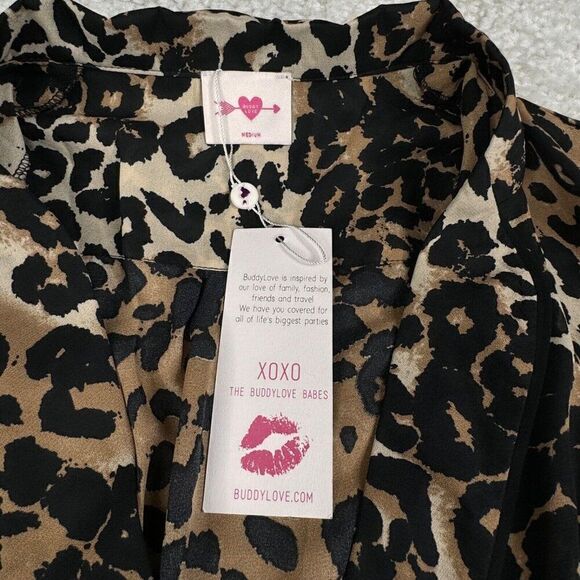 BUDDY
LOVE
MEDIUM
BuddyLove is inspired by
our love of family, fashion,
friends and travel
We have you covered for
all of life's biggest parties
XOXO
THE BUDDYLOVE BABES
BUDDYLOVE.COM